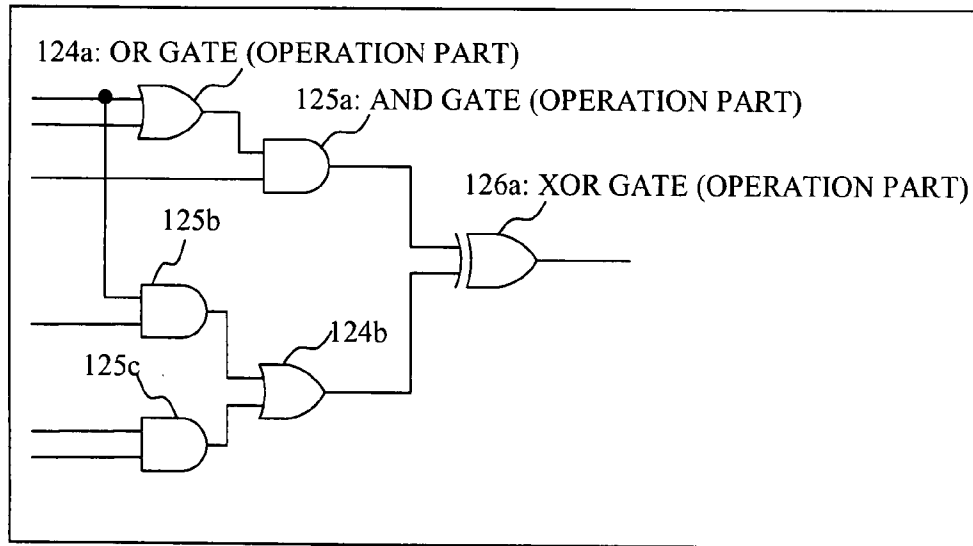 124a: OR GATE (OPERATION PART)
125a: AND GATE (OPERATION PART)
126a: XOR GATE (OPERATION PART)
125b
124b
125c